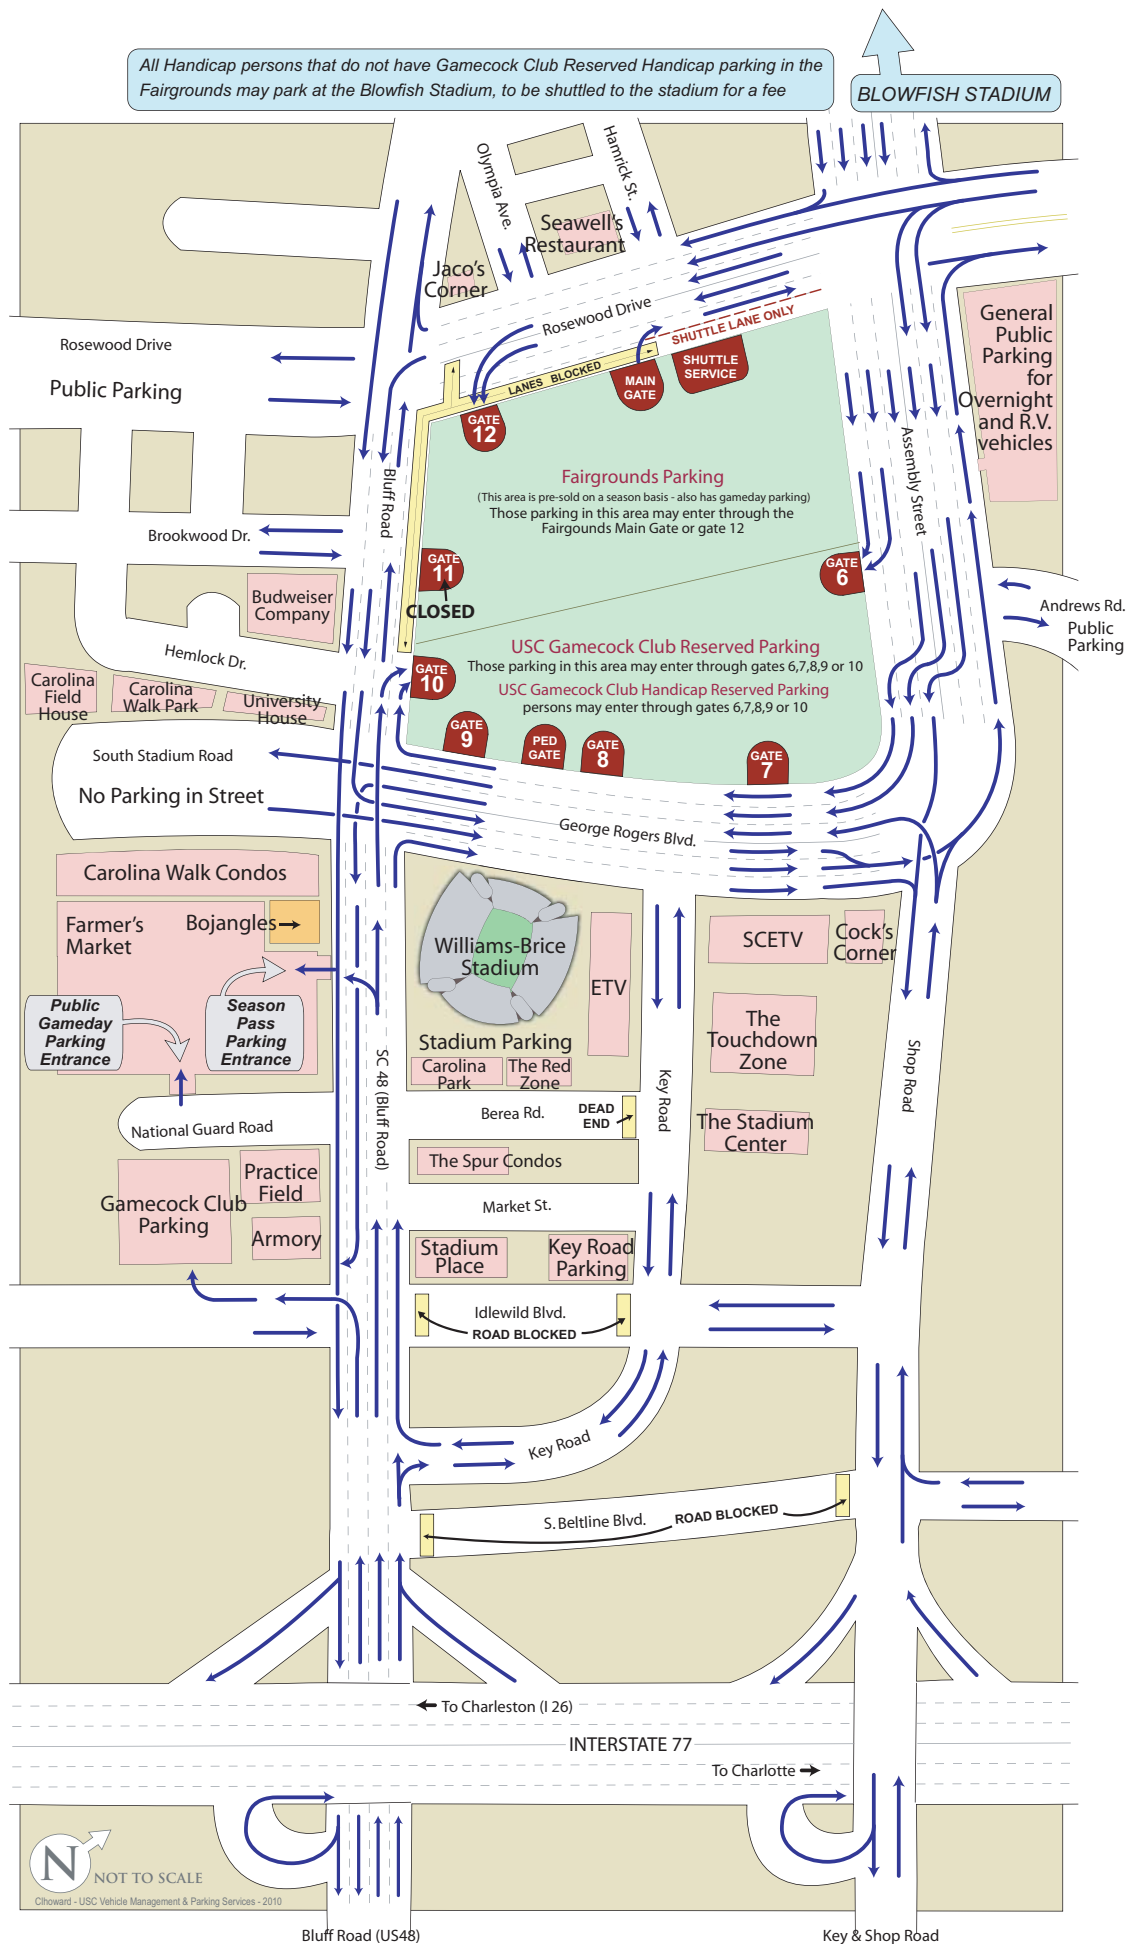 All Handicap persons that do not have Gamecock Club Reserved Handicap parking in the
Fairgrounds may park at the Blowfish Stadium, to be shuttled to the stadium for a fee
BLOWFISH STADIUM
Olympia Ave.
Hamrick St.
Seawell's
Restaurant
Jaco's
Corner
Rosewood Drive
SHUTTLE LANE ONLY
Rosewood Drive
Public Parking
LANES BLOCKED
MAIN
GATE
SHUTTLE
SERVICE
GATE
12
General
Public
Parking
for
Overnight
and R.V.
vehicles
Bluff Road
Assembly Street
Fairgrounds Parking
(This area is pre-sold on a season basis - also has gameday parking)
Those parking in this area may enter through the
Fairgounds Main Gate or gate 12
Brookwood Dr.
GATE
11
CLOSED
GATE
6
Budweiser
Company
Andrews Rd.
Public
Parking
Hemlock Dr.
USC Gamecock Club Reserved Parking
Those parking in this area may enter through gates 6,7,8,9 or 10
USC Gamecock Club Handicap Reserved Parking
persons may enter through gates 6,7,8,9 or 10
GATE
10
Carolina
Field
House
Carolina
Walk Park
University
House
GATE
9
PED
GATE
GATE
8
GATE
7
South Stadium Road
No Parking in Street
George Rogers Blvd.
Carolina Walk Condos
Farmer's
Market
Bojangles
Williams-Brice
Stadium
ETV
SCETV
Cock's
Corner
Public
Gameday
Parking
Entrance
Season
Pass
Parking
Entrance
Stadium Parking
Carolina
Park
The Red
Zone
The
Touchdown
Zone
SC 48 (Bluff Road)
Key Road
Shop Road
Berea Rd.
DEAD
END
National Guard Road
The Stadium
Center
The Spur Condos
Practice
Field
Gamecock Club
Parking
Armory
Market St.
Stadium
Place
Key Road
Parking
Idlewild Blvd.
ROAD BLOCKED
Key Road
S. Beltline Blvd.
ROAD BLOCKED
To Charleston (I 26)
INTERSTATE 77
To Charlotte
N
NOT TO SCALE
Clhoward - USC Vehicle Management & Parking Services - 2010
Bluff Road (US48)
Key & Shop Road